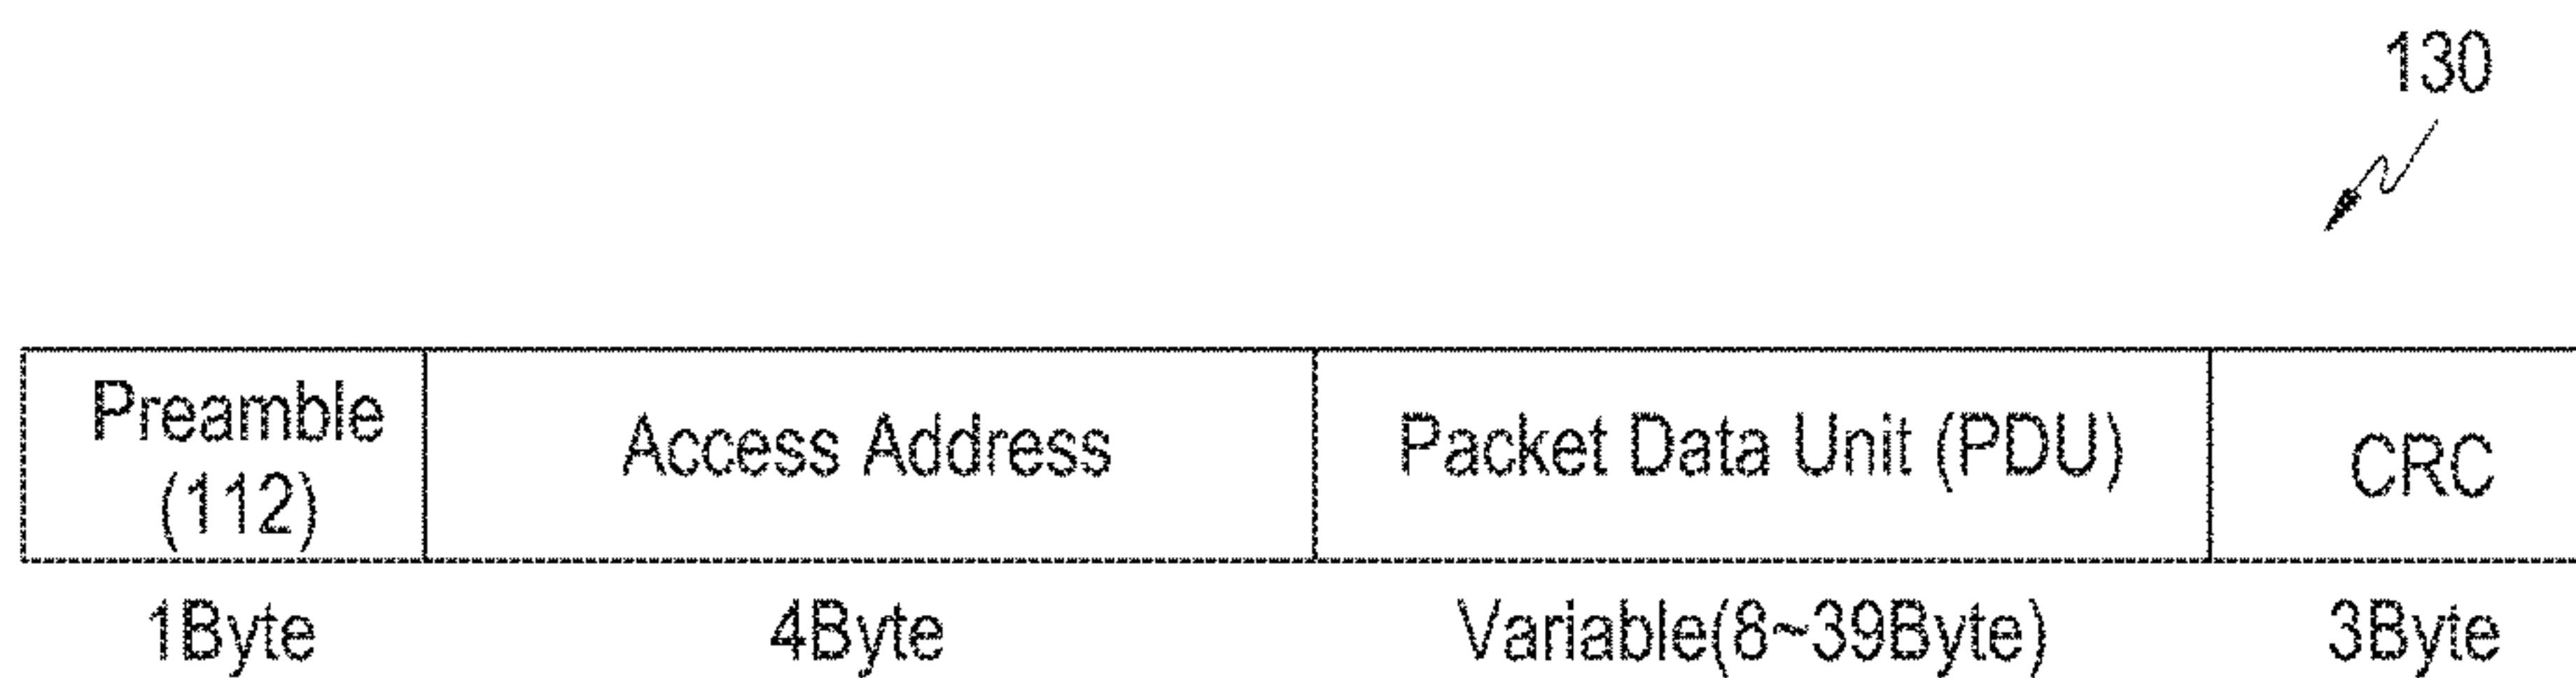 130
Preamble
(112)
Access Address
Packet Data Unit (PDU)
CRC
1Byte
4Byte
Variable(8~39Byte)
3Byte